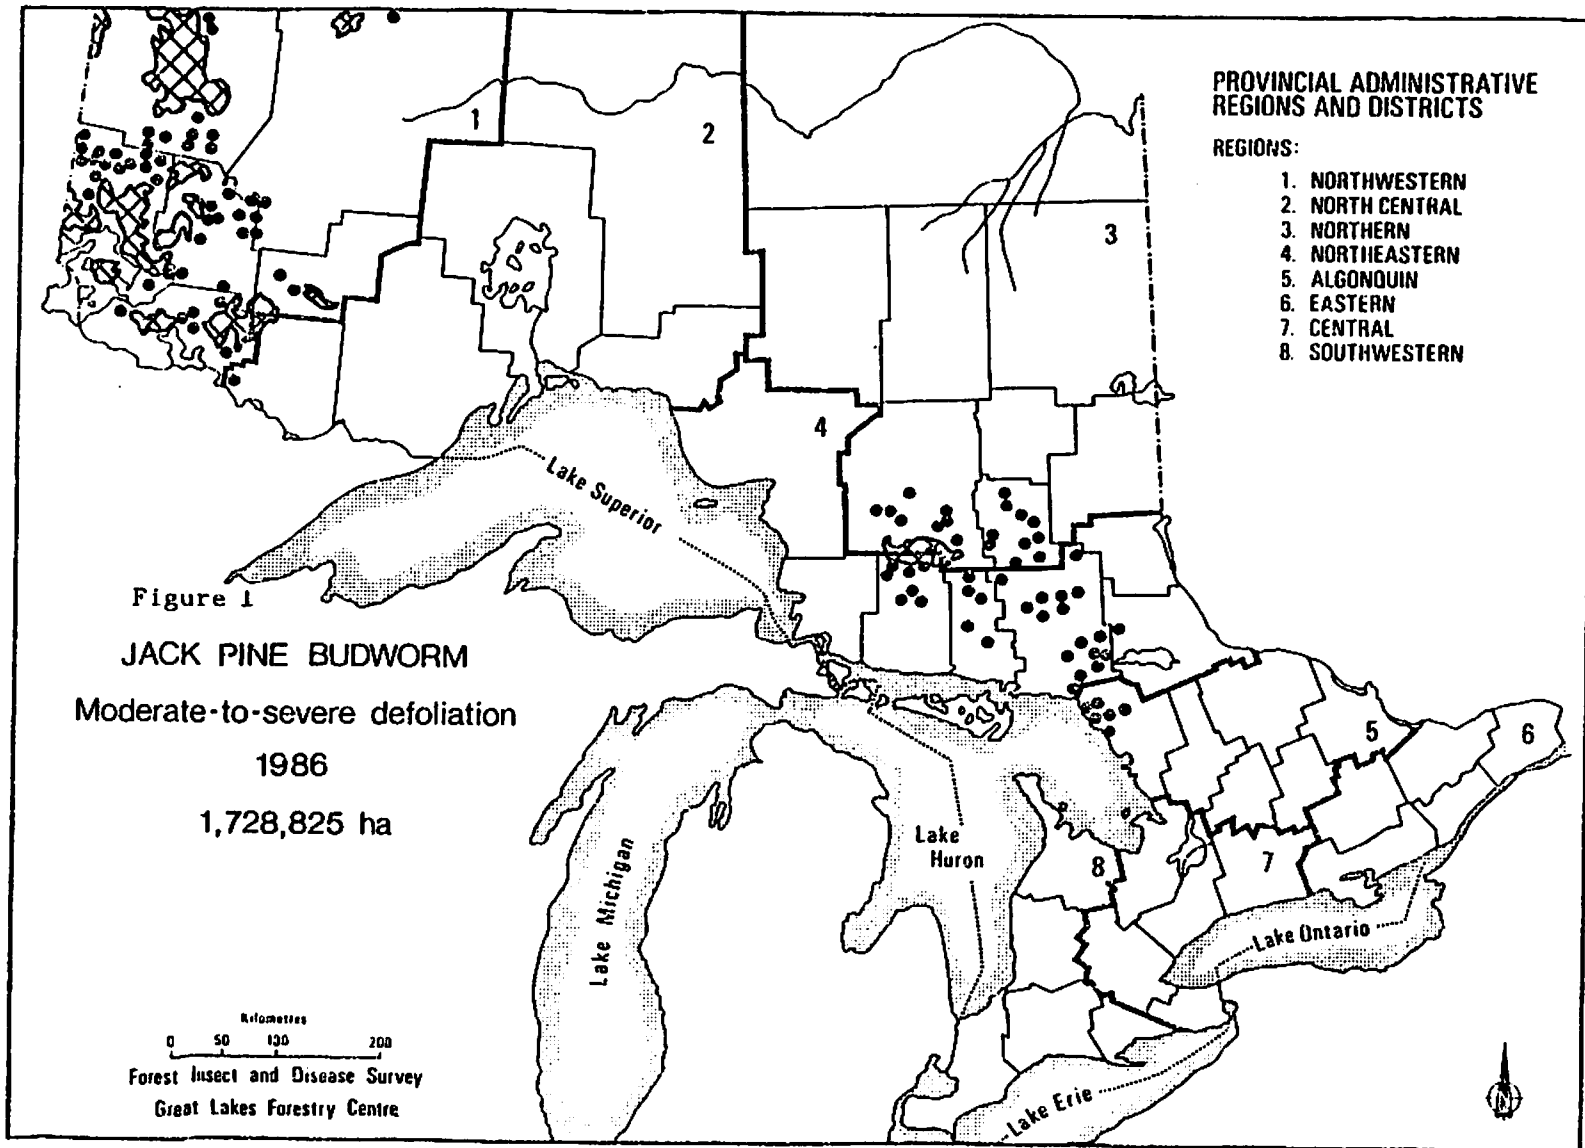 PROVINCIAL ADMINISTRATIVE
REGIONS AND DISTRICTS
REGIONS:
1. NORTHWESTERN
2. NORTH CENTRAL
3. NORTHERN
4. NORTHEASTERN
5. ALGONQUIN
6. EASTERN
7. CENTRAL
8. SOUTHWESTERN
1
2
3
4
5
6
7
8
Lake Superior
Lake Michigan
Lake
Huron
Lake Ontario
Lake Erie
Figure 1
JACK PINE BUDWORM
Moderate-to-severe defoliation
1986
1,728,825 ha
Kilometres
0 50 100 200
Forest Insect and Disease Survey
Great Lakes Forestry Centre
N